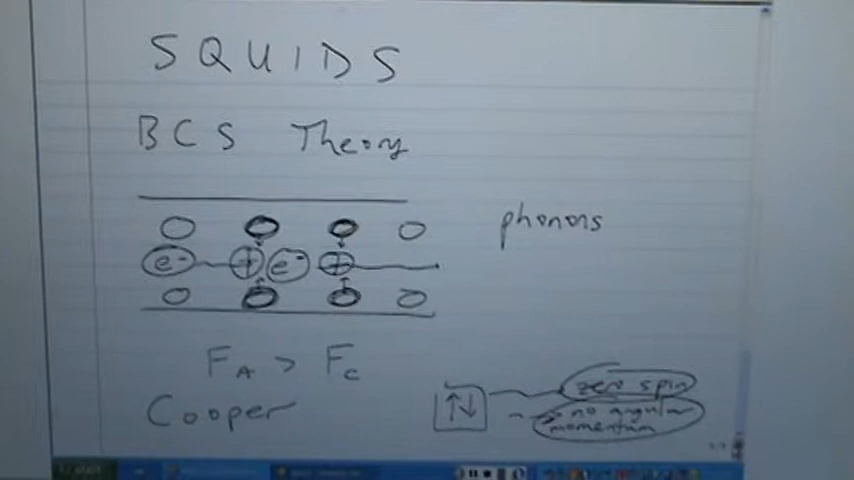 SQUIDS
BCS Theory
phonons
e⁻ + e⁻ +
F_A > F_C
Cooper
↑↓
zero spin
no angular
momentum